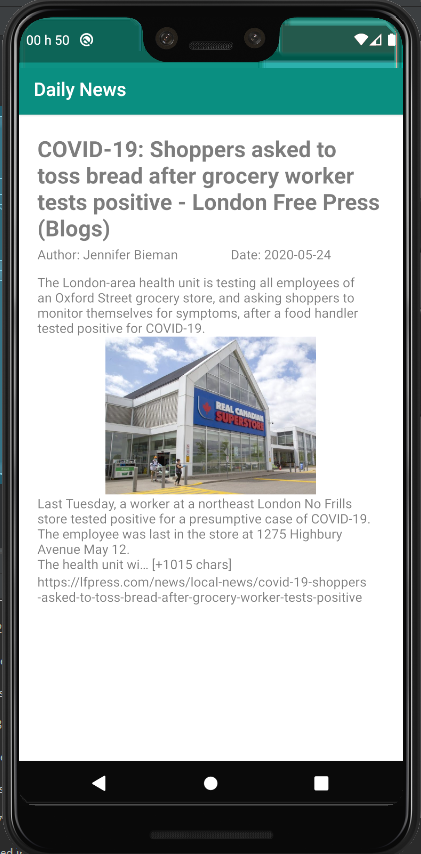 00 h 50
Daily News
COVID-19: Shoppers asked to
toss bread after grocery worker
tests positive - London Free Press
(Blogs)
Author: Jennifer Bieman Date: 2020-05-24
The London-area health unit is testing all employees of
an Oxford Street grocery store, and asking shoppers to
monitor themselves for symptoms, after a food handler
tested positive for COVID-19.
REAL CANADIAN
SUPERSTORE
Last Tuesday, a worker at a northeast London No Frills
store tested positive for a presumptive case of COVID-19.
The employee was last in the store at 1275 Highbury
Avenue May 12.
The health unit wi… [+1015 chars]
https://lfpress.com/news/local-news/covid-19-shoppers
-asked-to-toss-bread-after-grocery-worker-tests-positive